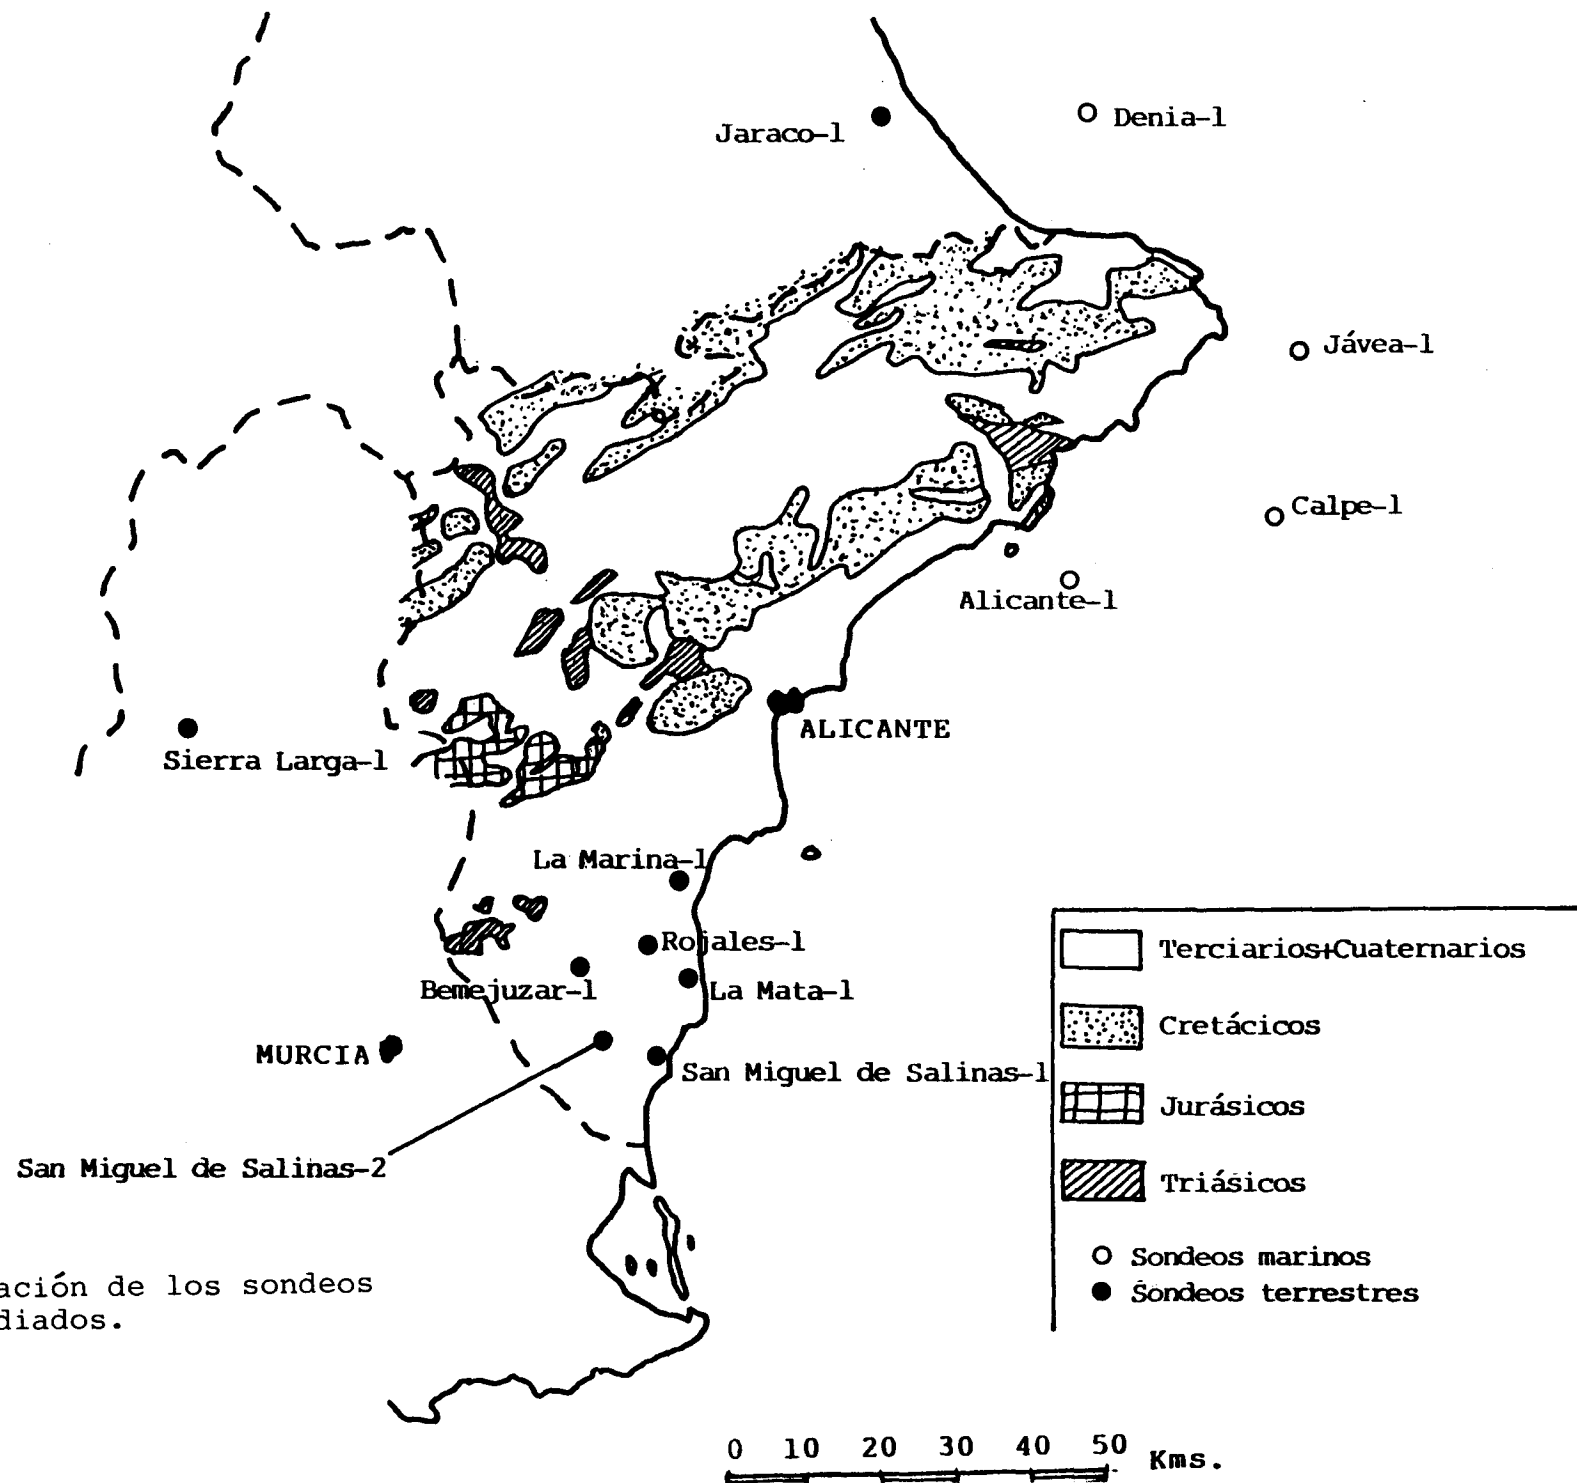 Jaraco-1
Denia-1
Jávea-1
Calpe-1
Alicante-1
ALICANTE
Sierra Larga-1
La Marina-1
Rojales-1
Bemejuzar-1
La Mata-1
MURCIA
San Miguel de Salinas-1
San Miguel de Salinas-2
Terciarios+Cuaternarios
Cretácicos
Jurásicos
Triásicos
Sondeos marinos
Sondeos terrestres
ación de los sondeos
diados.
0 10 20 30 40 50 Kms.